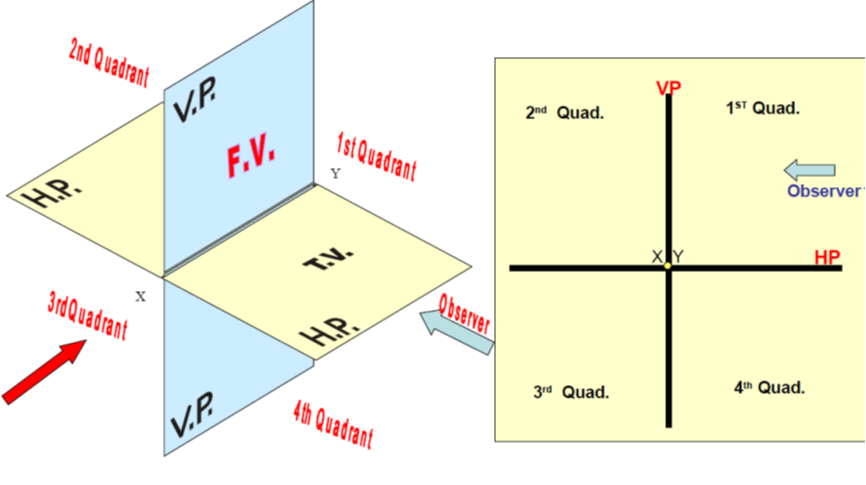 2nd Quadrant
V.P.
F.V.
1st Quadrant
Y
H.P.
T.V.
X
3rdQuadrant
H.P.
Observer
V.P.
4th Quadrant
VP
2nd Quad.
1ST Quad.
Observer
X Y
HP
3rd Quad.
4th Quad.